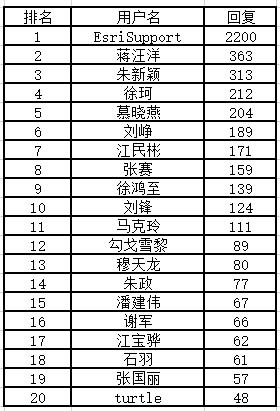 排名 用户名 回复
1 EsriSupport 2200
2 蒋汪洋 363
3 朱新颖 313
4 徐珂 212
5 慕晓燕 204
6 刘峥 189
7 江民彬 171
8 张赛 159
9 徐鸿至 139
10 刘锋 124
11 马克玲 111
12 勾戈雪黎 89
13 穆天龙 80
14 朱政 77
15 潘建伟 67
16 谢军 66
17 江宝骅 62
18 石羽 61
19 张国丽 57
20 turtle 48